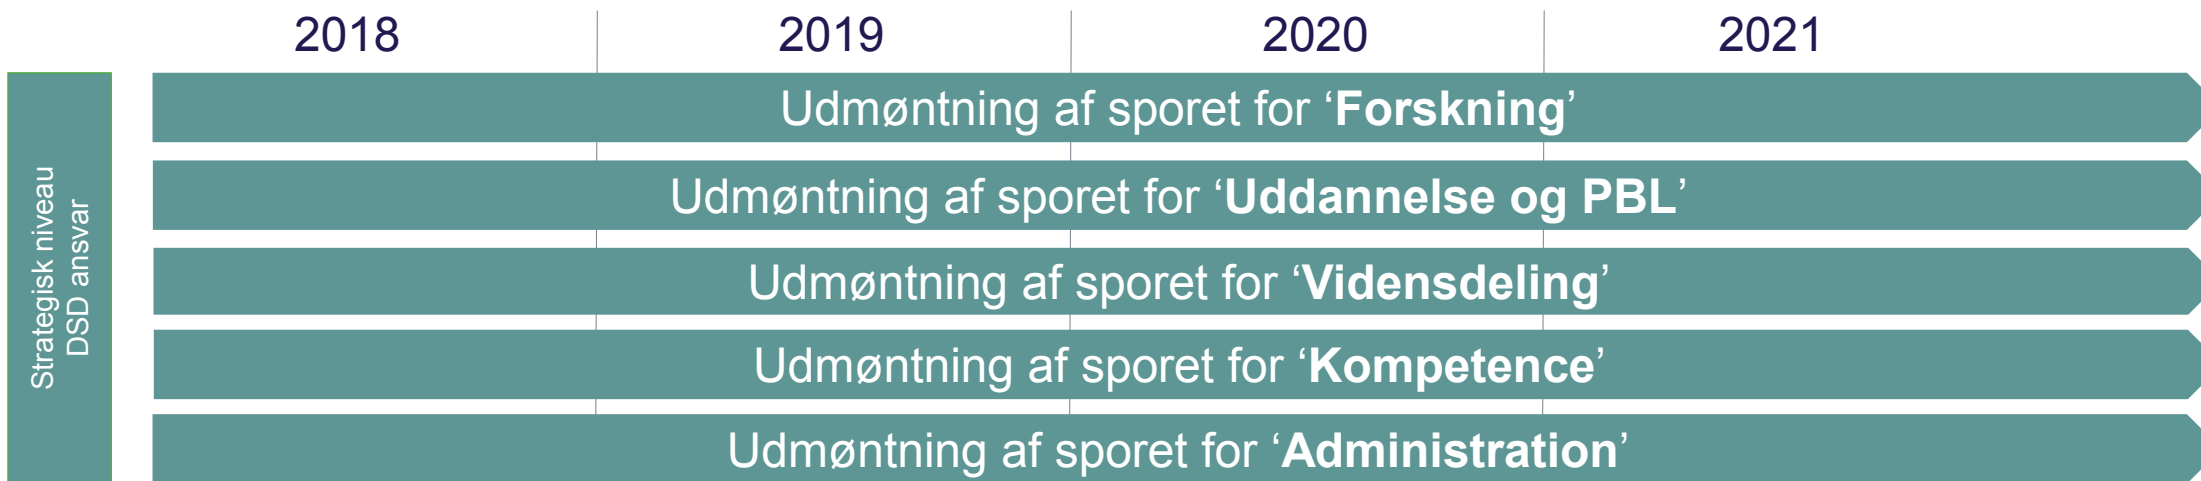 2018 2019 2020 2021
Strategisk niveau
DSD ansvar
Udmøntning af sporet for ‘Forskning’
Udmøntning af sporet for ‘Uddannelse og PBL’
Udmøntning af sporet for ‘Vidensdeling’
Udmøntning af sporet for ‘Kompetence’
Udmøntning af sporet for ‘Administration’